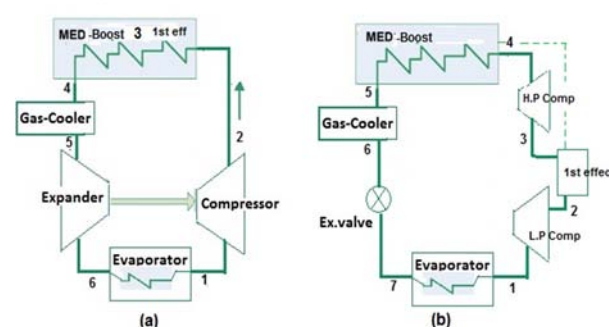 MED-Boost 3 1st eff
4
Gas-Cooler
5
2
Expander
Compressor
Evaporator
6
1
(a)
MED-Boost
4
5
H.P Comp
Gas-Cooler
3
6
1st effec
2
Ex.valve
L.P Comp
Evaporator
7
1
(b)